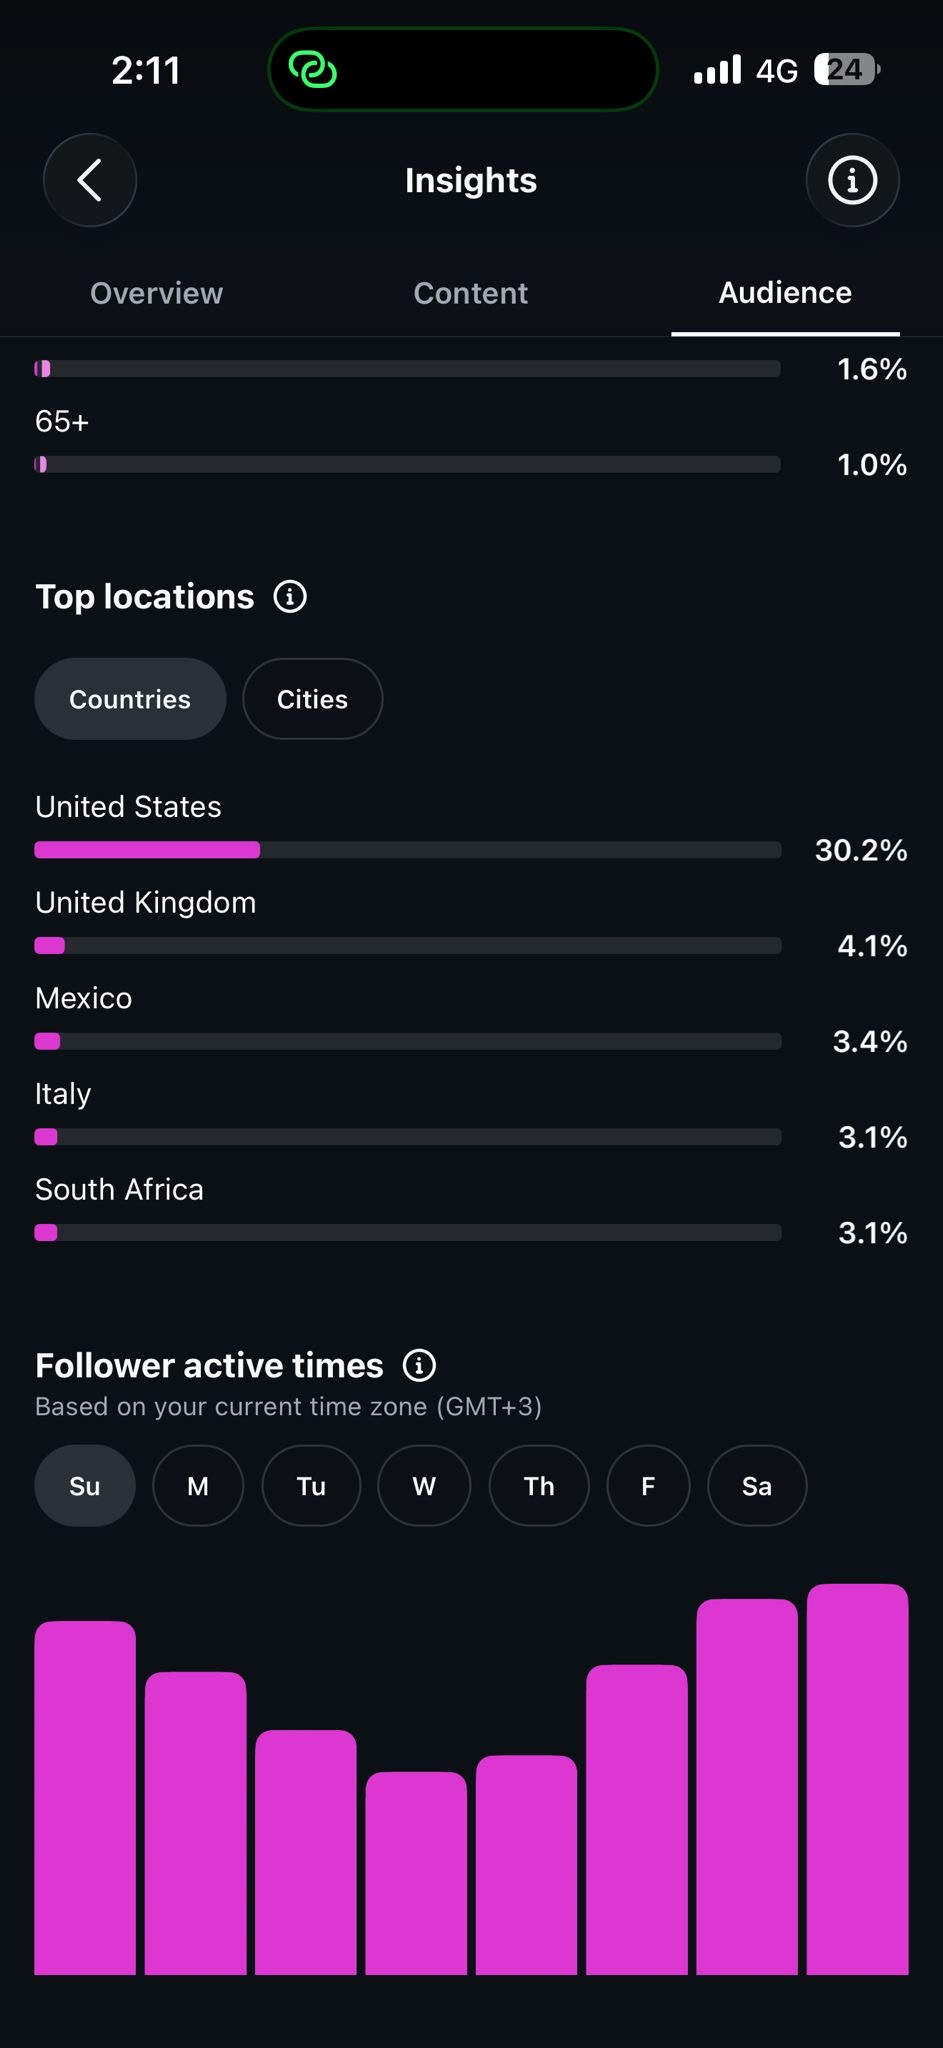 2:11
4G
24
Insights
Overview
Content
Audience
1.6%
65+
1.0%
Top locations
Countries
Cities
United States
30.2%
United Kingdom
4.1%
Mexico
3.4%
Italy
3.1%
South Africa
3.1%
Follower active times
Based on your current time zone (GMT+3)
Su
M
Tu
W
Th
F
Sa